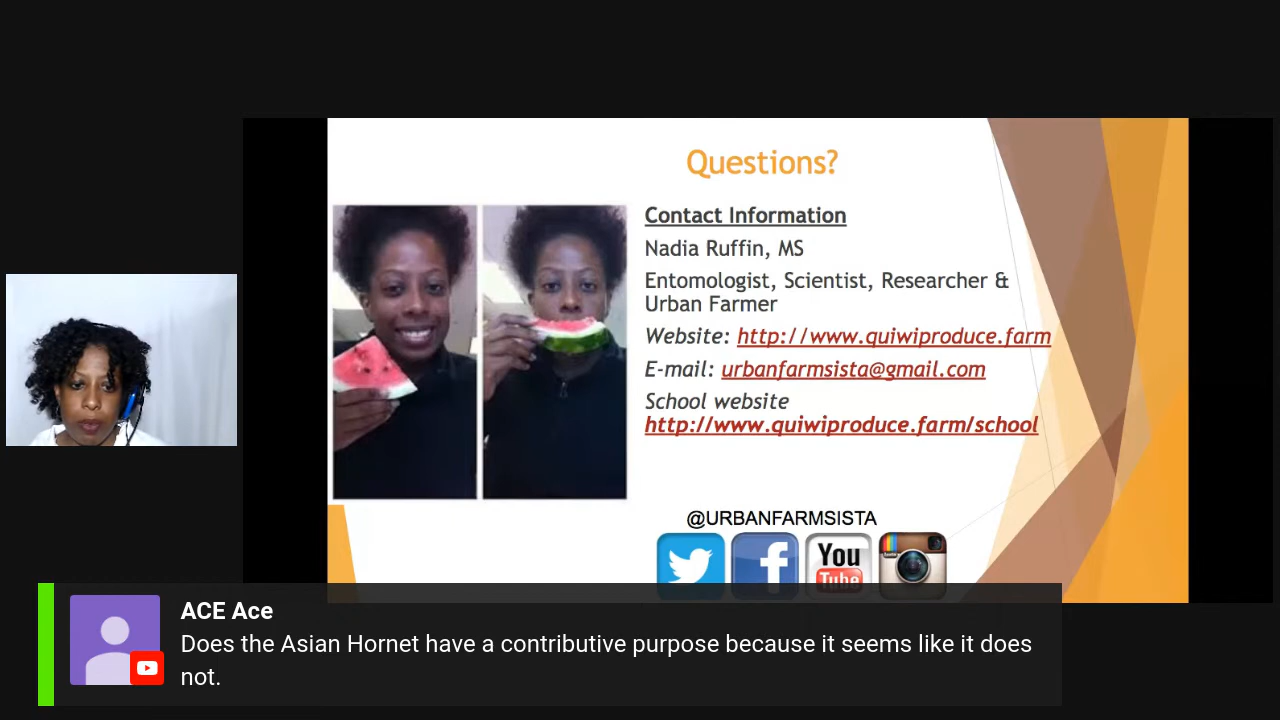 Questions?
Contact Information
Nadia Ruffin, MS
Entomologist, Scientist, Researcher &
Urban Farmer
Website: http://www.quiwiproduce.farm
E-mail: urbanfarmsista@gmail.com
School website
http://www.quiwiproduce.farm/school
@URBANFARMSISTA
You
Tube
ACE Ace
Does the Asian Hornet have a contributive purpose because it seems like it does
not.